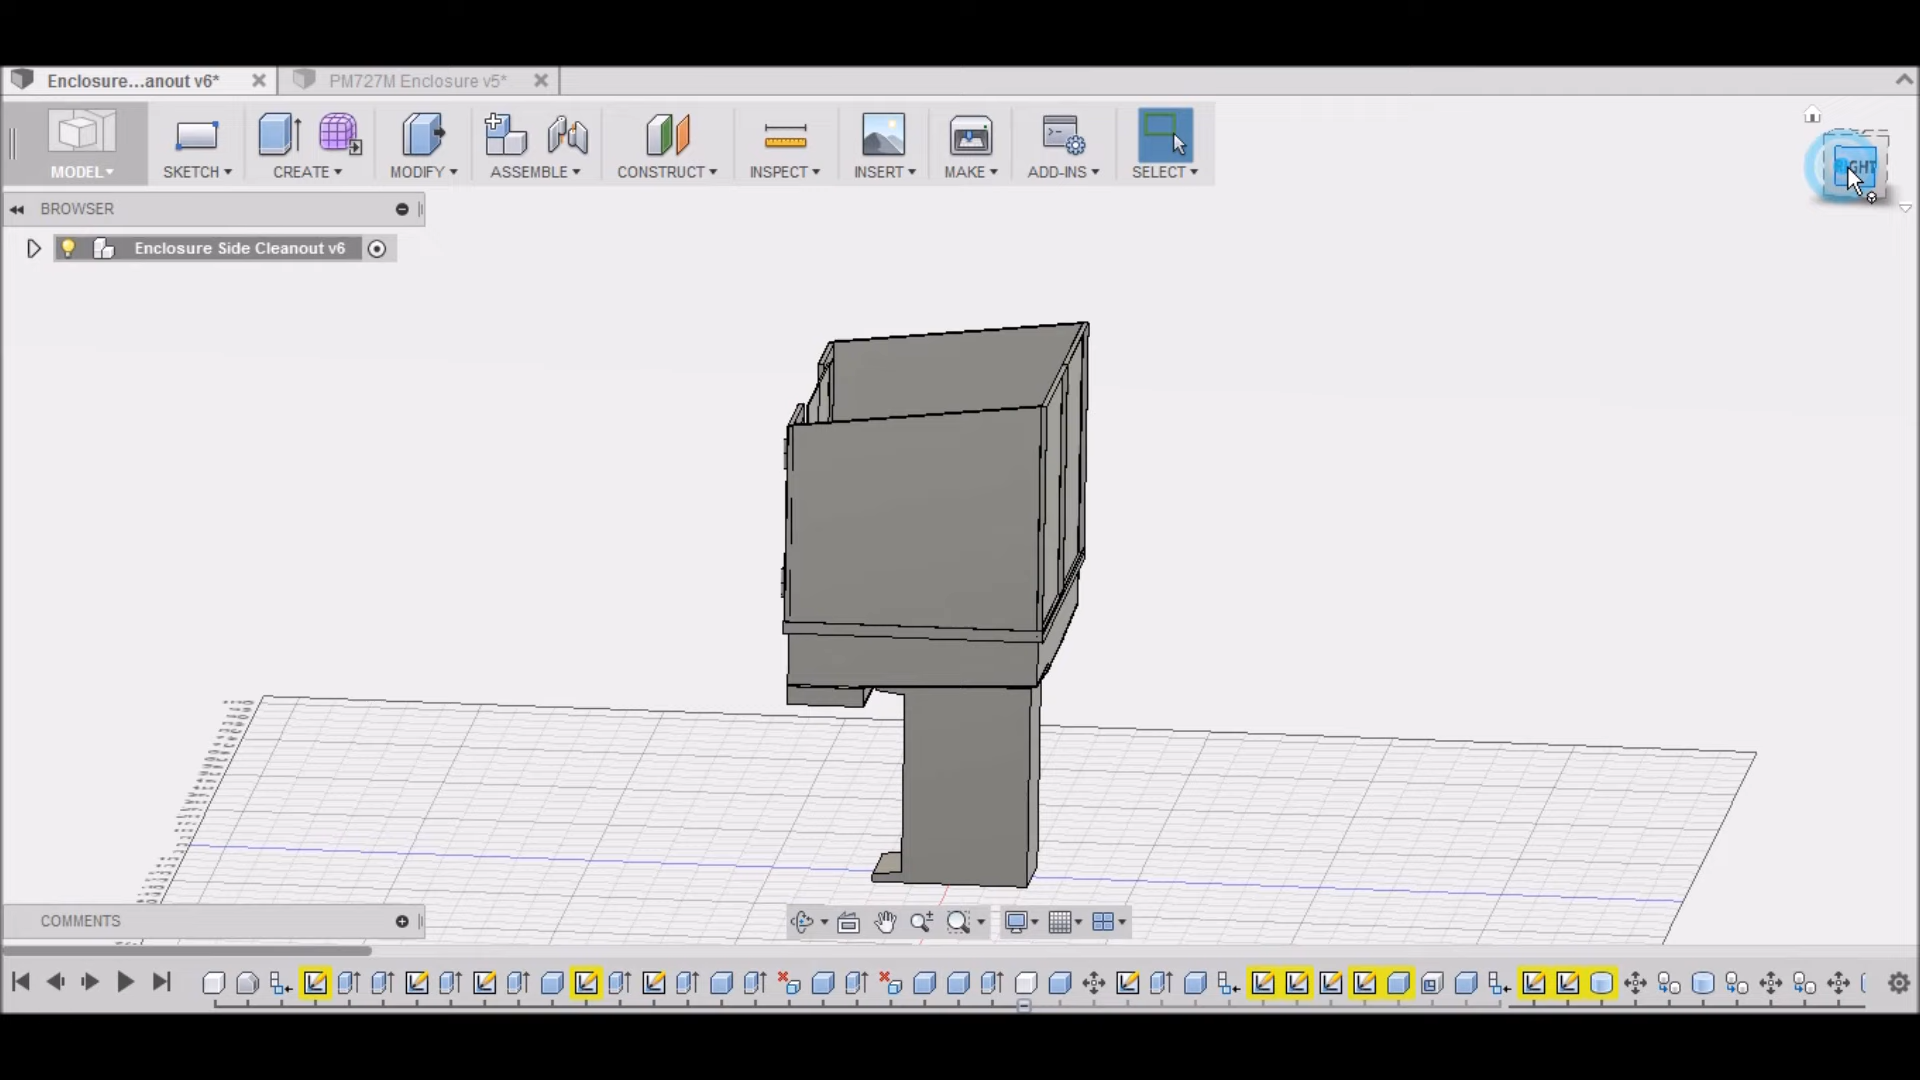 Enclosure...anout v6*
PM727M Enclosure v5*
MODEL
SKETCH
CREATE
MODIFY
ASSEMBLE
CONSTRUCT
INSPECT
INSERT
MAKE
ADD-INS
SELECT
RIGHT
BROWSER
Enclosure Side Cleanout v6
COMMENTS